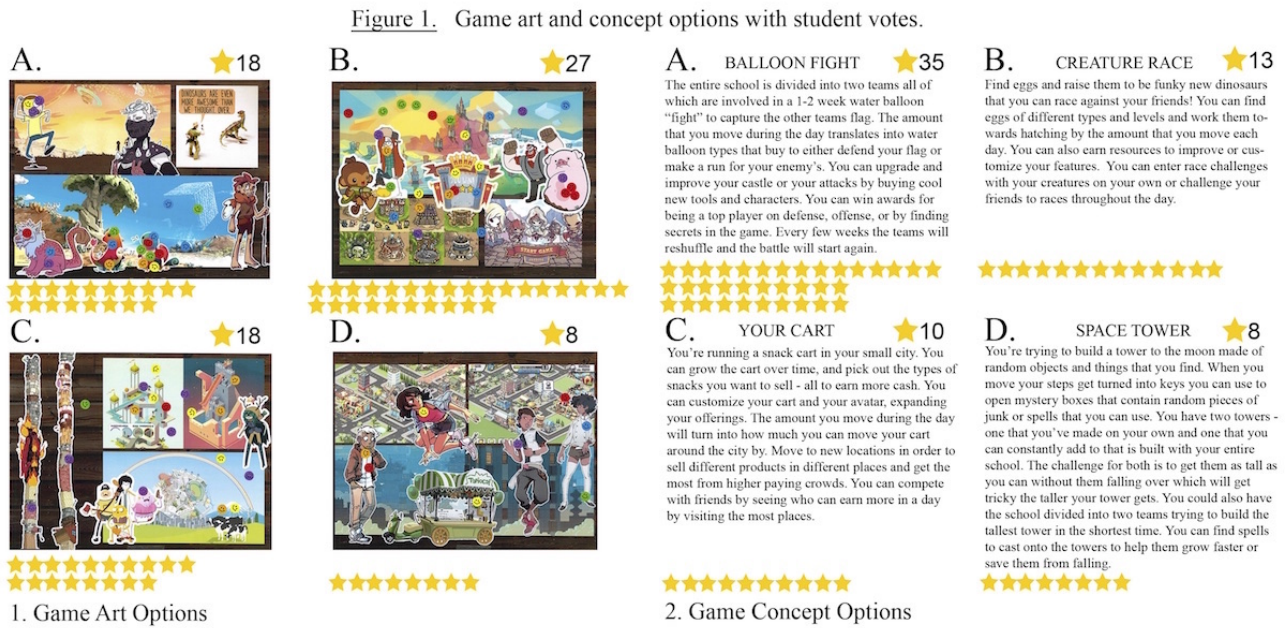 Figure 1. Game art and concept options with student votes.
A.
18
DINOSAURS ARE EVEN
MORE AWESOME THAN
WE THOUGHT. OVER.
B.
27
START GAME
C.
18
D.
8
1. Game Art Options
A. BALLOON FIGHT 35
The entire school is divided into two teams all of
which are involved in a 1-2 week water balloon
“fight” to capture the other teams flag. The amount
that you move during the day translates into water
balloon types that buy to either defend your flag or
make a run for your enemy’s. You can upgrade and
improve your castle or your attacks by buying cool
new tools and characters. You can win awards for
being a top player on defense, offense, or by finding
secrets in the game. Every few weeks the teams will
reshuffle and the battle will start again.
B. CREATURE RACE 13
Find eggs and raise them to be funky new dinosaurs
that you can race against your friends! You can find
eggs of different types and levels and work them to-
wards hatching by the amount that you move each
day. You can also earn resources to improve or cus-
tomize your features. You can enter race challenges
with your creatures on your own or challenge your
friends to races throughout the day.
C. YOUR CART 10
You’re running a snack cart in your small city. You
can grow the cart over time, and pick out the types of
snacks you want to sell - all to earn more cash. You
can customize your cart and your avatar, expanding
your offerings. The amount you move during the day
will turn into how much you can move your cart
around the city by. Move to new locations in order to
sell different products in different places and get the
most from higher paying crowds. You can compete
with friends by seeing who can earn more in a day
by visiting the most places.
D. SPACE TOWER 8
You’re trying to build a tower to the moon made of
random objects and things that you find. When you
move your steps get turned into keys you can use to
open mystery boxes that contain random pieces of
junk or spells that you can use. You have two towers -
one that you’ve made on your own and one that you
can constantly add to that is built with your entire
school. The challenge for both is to get them as tall as
you can without them falling over which will get
tricky the taller your tower gets. You could also have
the school divided into two teams trying to build the
tallest tower in the shortest time. You can find spells
to cast onto the towers to help them grow faster or
save them from falling.
2. Game Concept Options